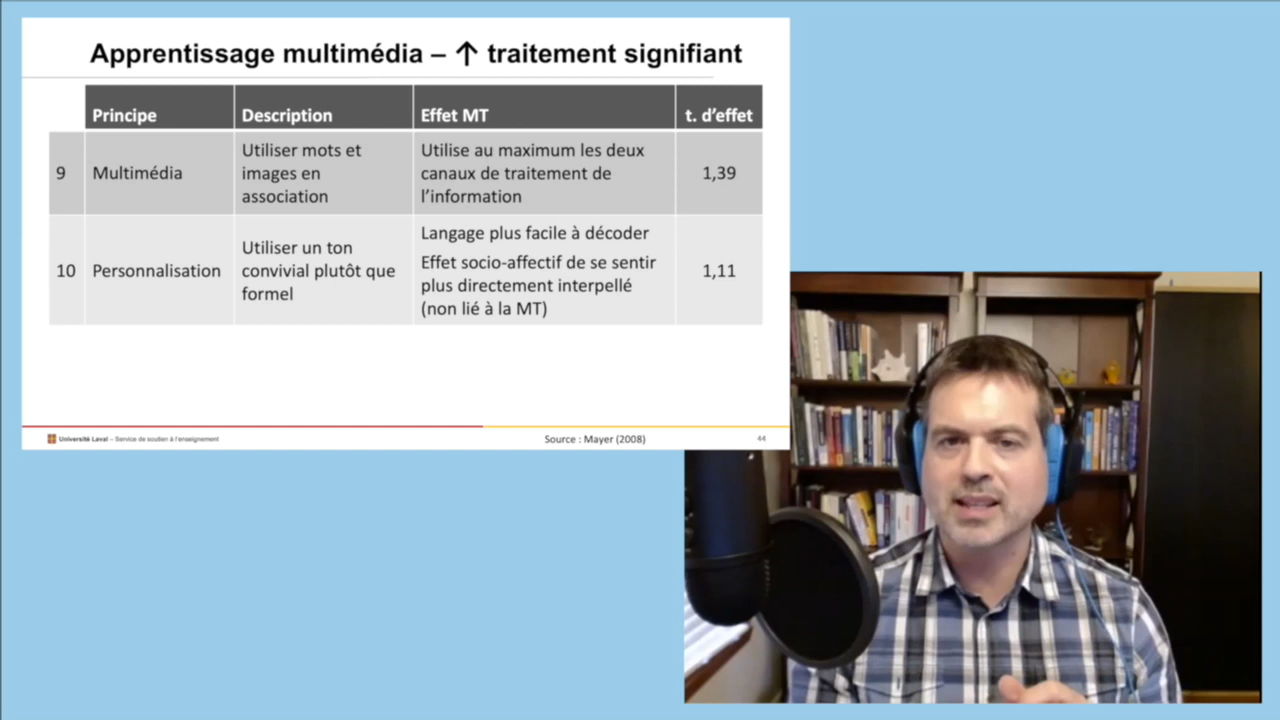 Apprentissage multimédia – ↑ traitement signifiant
Principe
Description
Effet MT
t. d'effet
9
Multimédia
Utiliser mots et
images en
association
Utilise au maximum les deux
canaux de traitement de
l'information
1,39
10
Personnalisation
Utiliser un ton
convivial plutôt que
formel
Langage plus facile à décoder
Effet socio-affectif de se sentir
plus directement interpellé
(non lié à la MT)
1,11
Université Laval – Service de soutien à l'enseignement
Source : Mayer (2008)
44